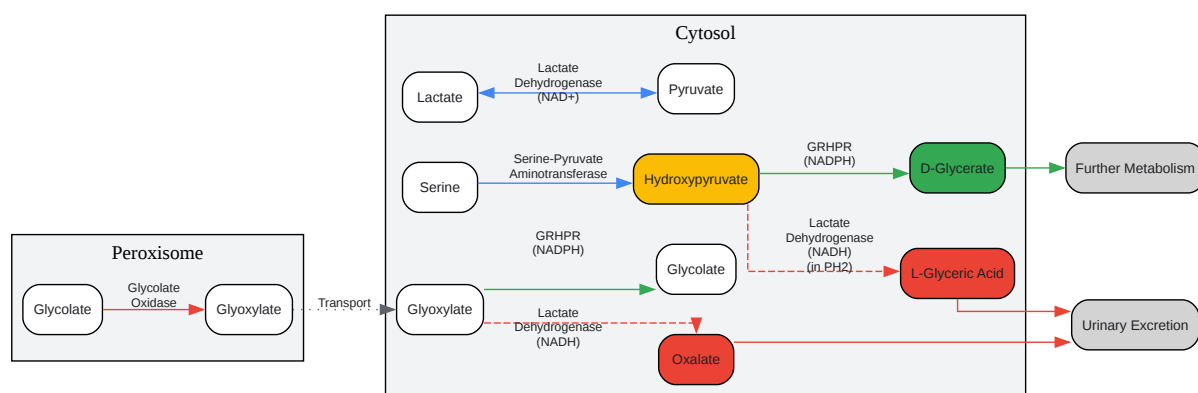 Cytosol
Lactate
Lactate
Dehydrogenase
(NAD+)
Pyruvate
Serine
Serine-Pyruvate
Aminotransferase
Hydroxypyruvate
GRHPR
(NADPH)
D-Glycerate
Further Metabolism
Lactate
Dehydrogenase
(NADH)
(in PH2)
L-Glyceric Acid
Peroxisome
Glycolate
Glycolate
Oxidase
Glyoxylate
Transport
Glyoxylate
GRHPR
(NADPH)
Glycolate
Lactate
Dehydrogenase
(NADH)
Oxalate
Urinary Excretion